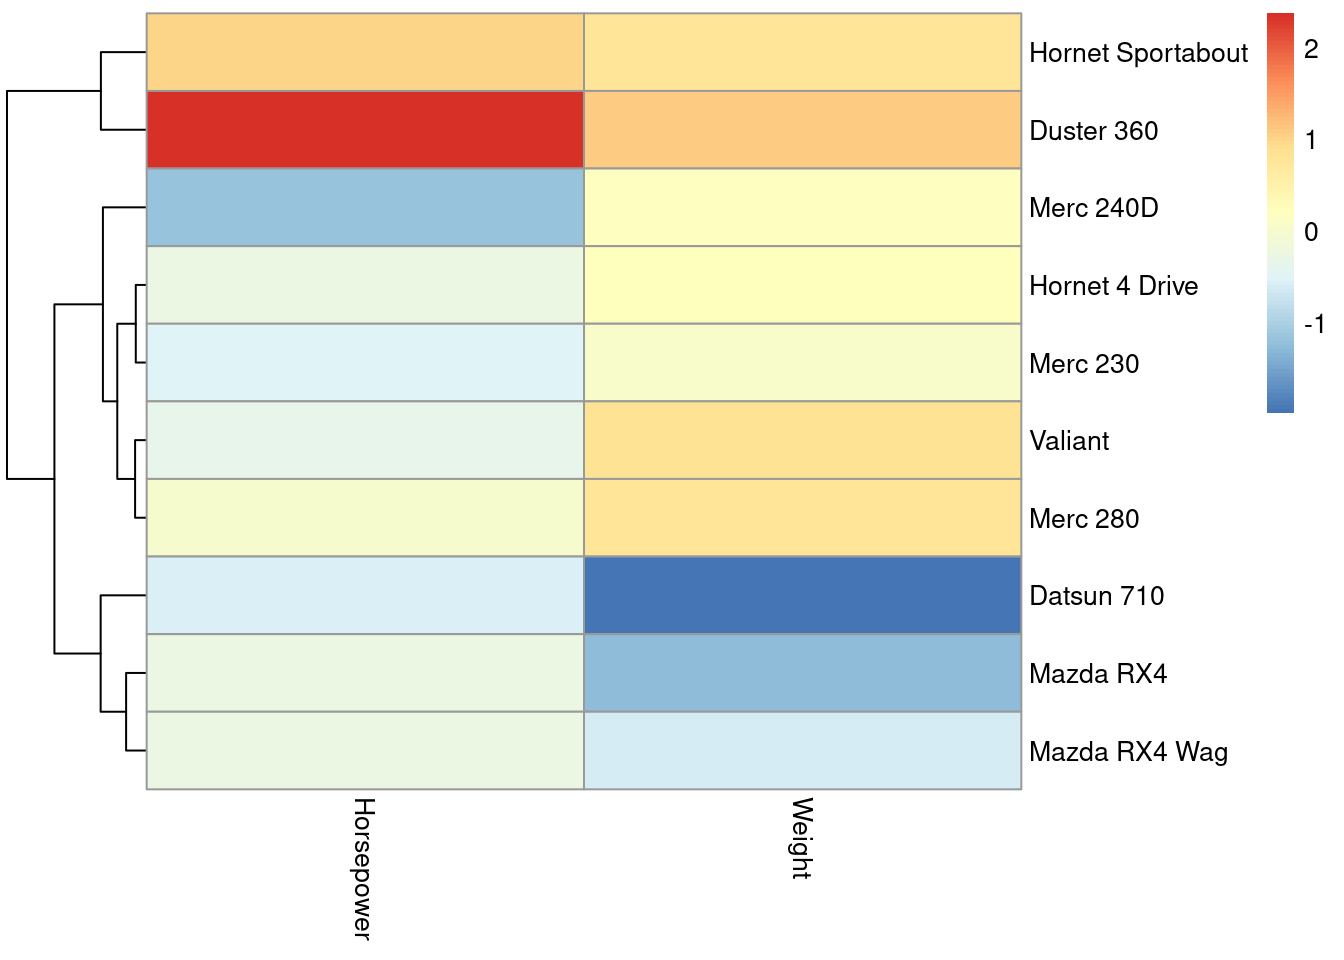 Hornet Sportabout
Duster 360
Merc 240D
Hornet 4 Drive
Merc 230
Valiant
Merc 280
Datsun 710
Mazda RX4
Mazda RX4 Wag
2
1
0
-1
Horsepower
Weight